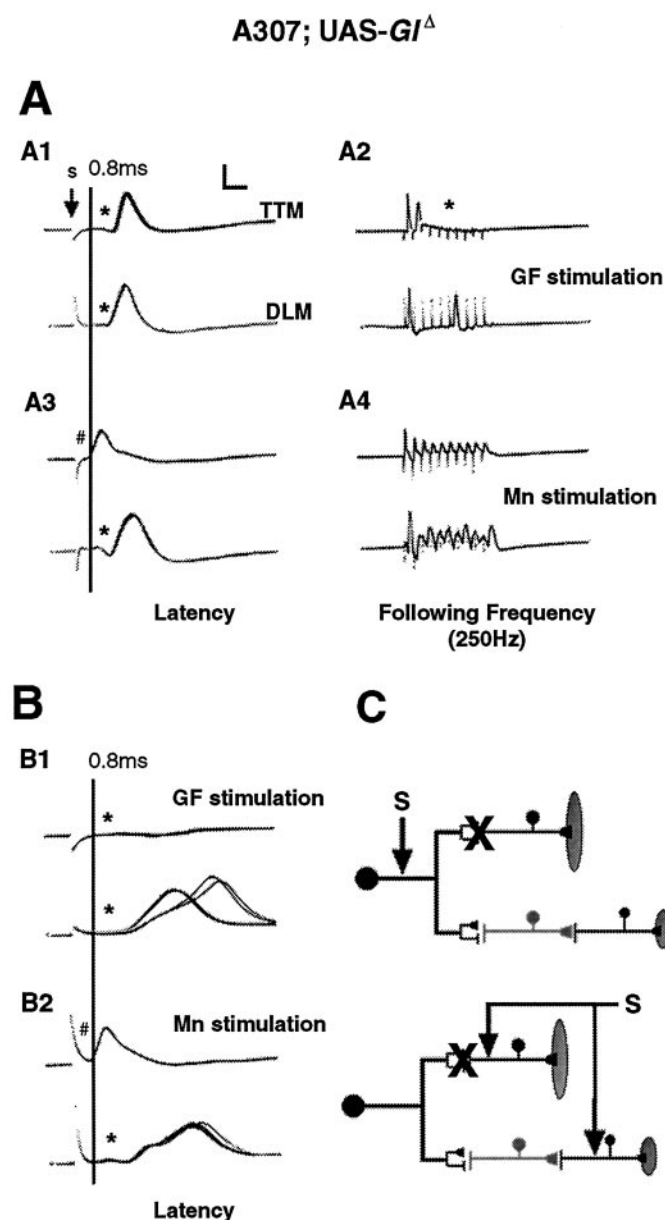 A307; UAS-GI^Δ
A
A1
s
0.8ms
*
TTM
*
DLM
A2
*
GF stimulation
A3
#
*
A4
Mn stimulation
Latency
Following Frequency
(250Hz)
B
B1
0.8ms
*
GF stimulation
*
B2
#
Mn stimulation
*
Latency
C
S
X
S
X